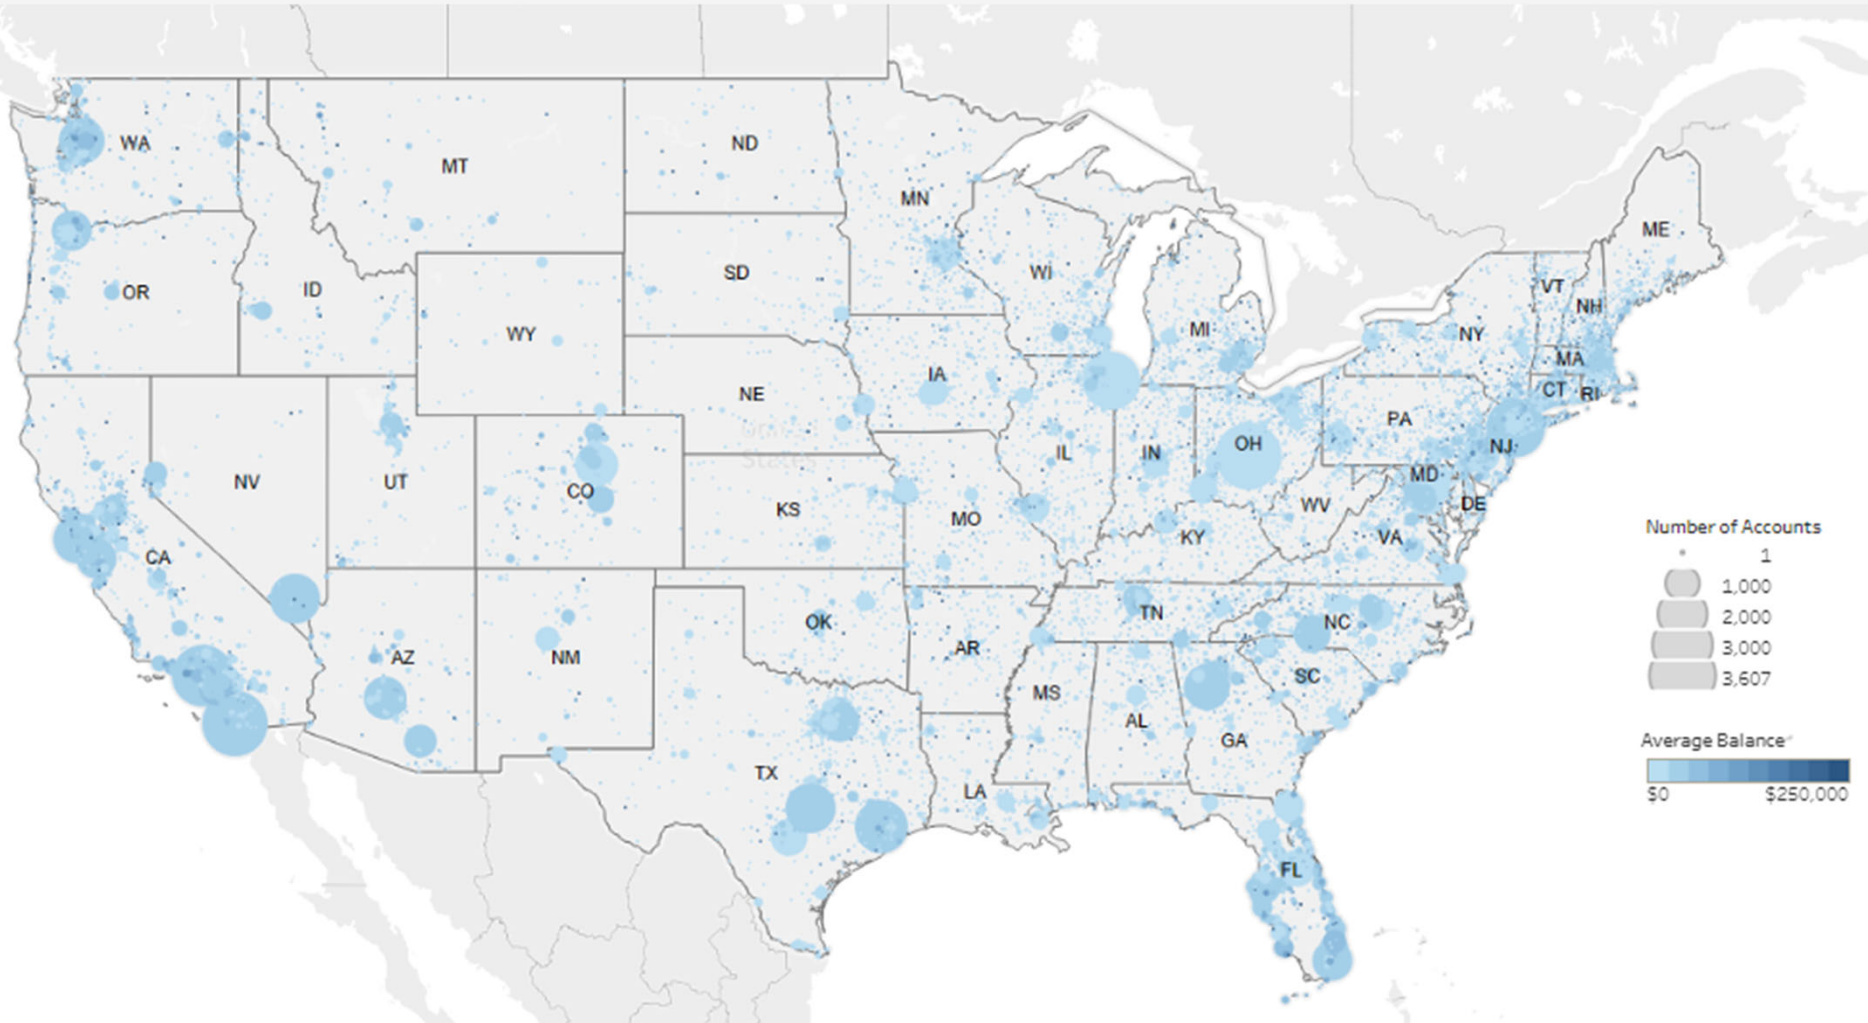 WA
MT
ND
MN
ME
OR
ID
SD
WI
VT
NH
WY
MI
NY
MA
IA
CT
RI
NE
PA
United
States
NV
UT
CO
IL
IN
OH
NJ
MD
KS
MO
WV
DE
CA
KY
VA
AZ
NM
OK
AR
TN
NC
MS
AL
SC
GA
TX
LA
FL
Number of Accounts
1
1,000
2,000
3,000
3,607
Average Balance
$0 $250,000